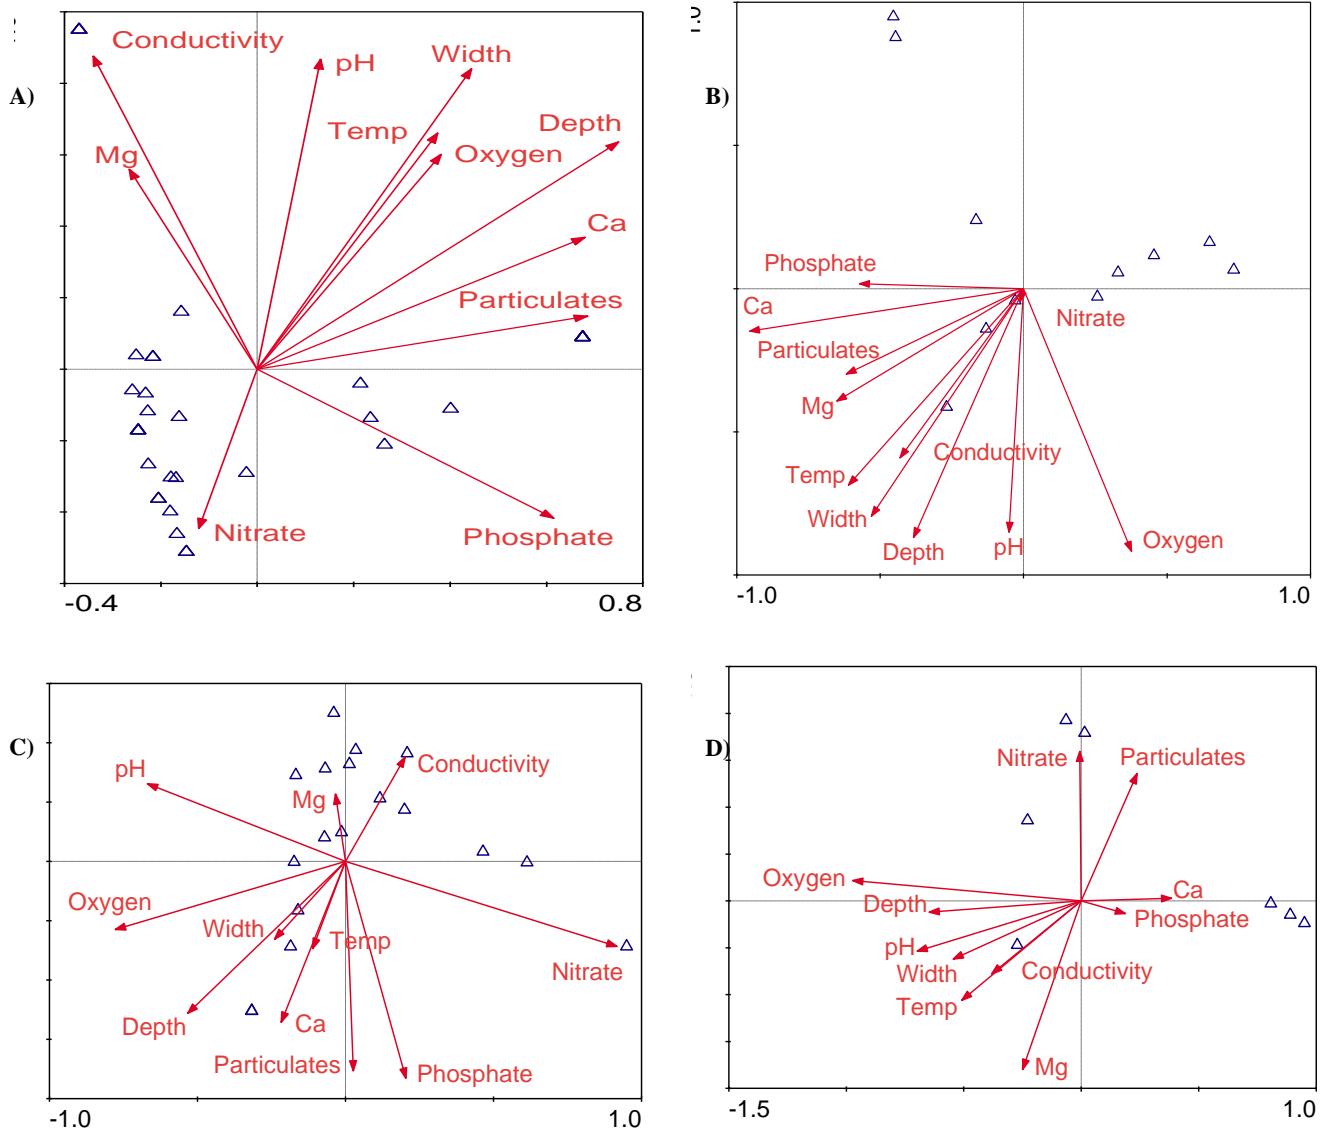 A)
Conductivity
pH
Width
Temp
Depth
Mg
Oxygen
Ca
Particulates
Nitrate
Phosphate
-0.4
0.8
B)
1.0
Phosphate
Ca
Nitrate
Particulates
Mg
Conductivity
Temp
Width
Depth
pH
Oxygen
-1.0
1.0
C)
pH
Conductivity
Mg
Oxygen
Width
Temp
Nitrate
Depth
Ca
Particulates
Phosphate
-1.0
1.0
D)
Nitrate
Particulates
Oxygen
Ca
Depth
Phosphate
pH
Width
Conductivity
Temp
Mg
-1.5
1.0